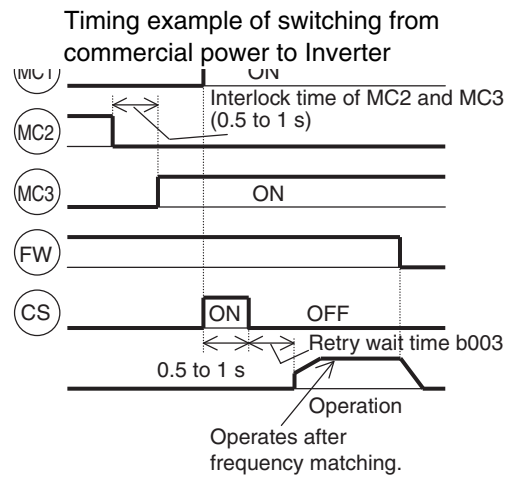 Timing example of switching from
commercial power to Inverter
MC1
ON
Interlock time of MC2 and MC3
(0.5 to 1 s)
MC2
MC3
ON
FW
CS
ON
OFF
Retry wait time b003
0.5 to 1 s
Operation
Operates after
frequency matching.